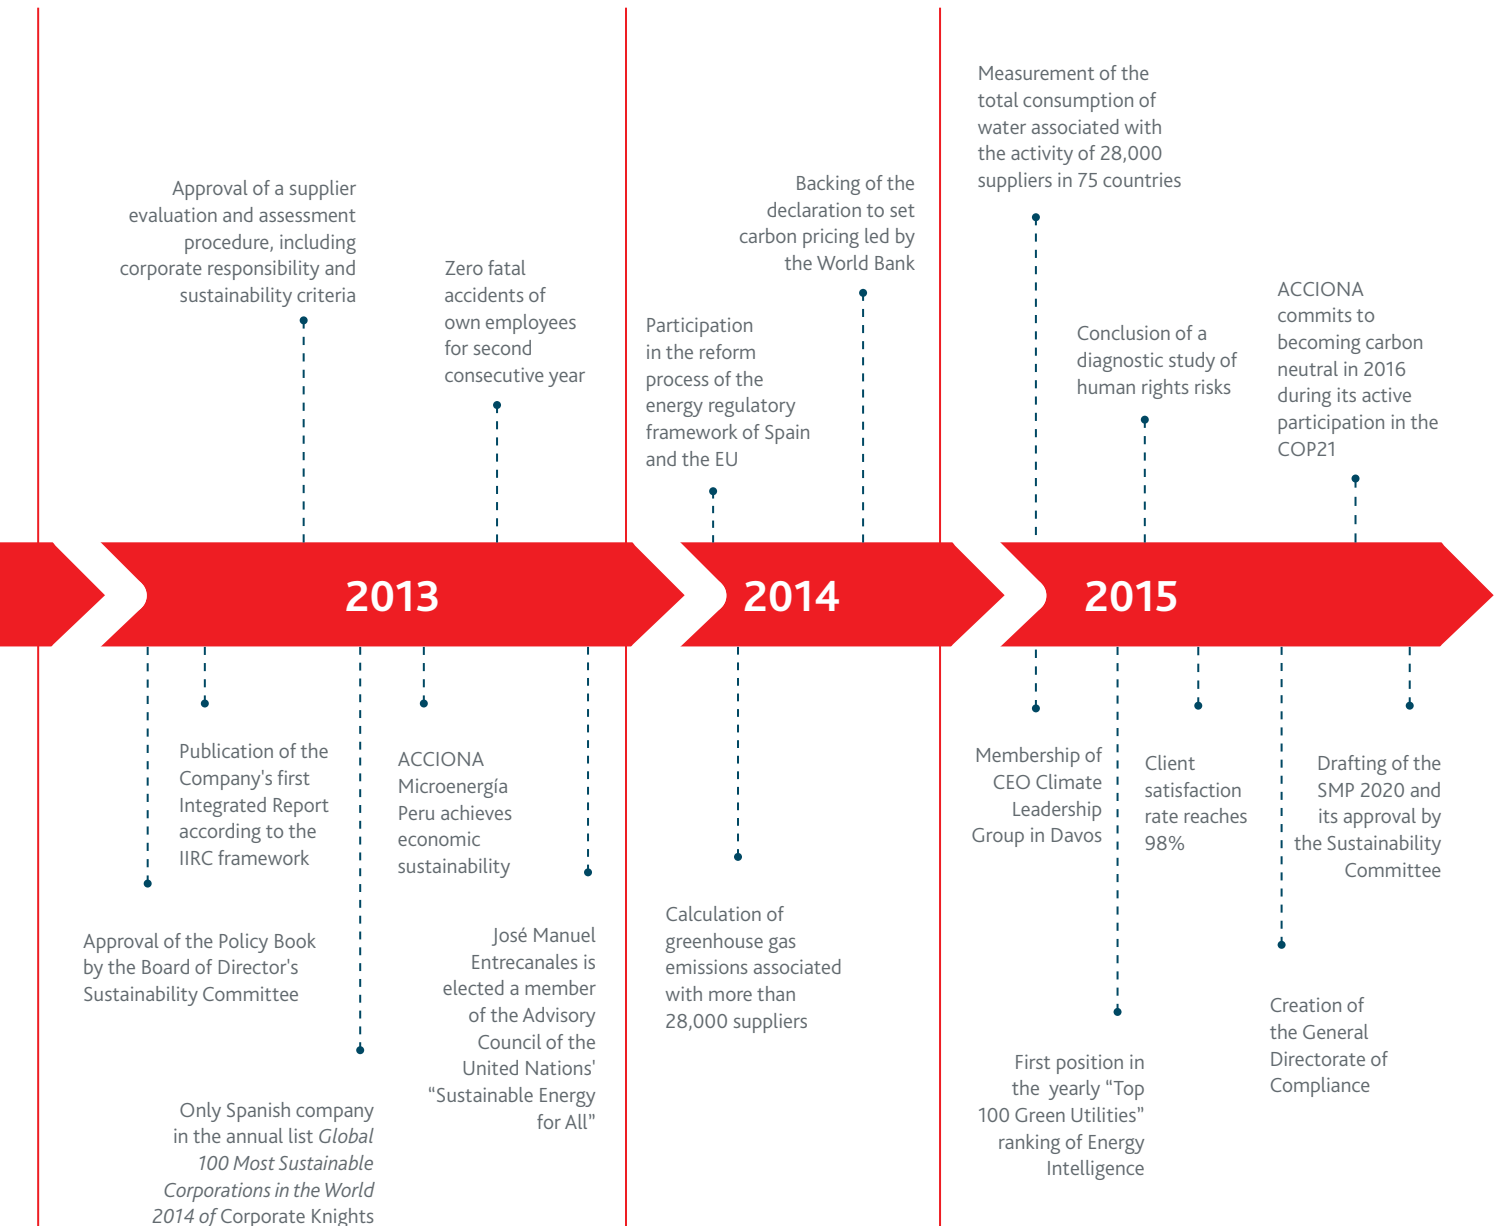 Approval of a supplier
evaluation and assessment
procedure, including
corporate responsibility and
sustainability criteria
Zero fatal
accidents of
own employees
for second
consecutive year
Participation
in the reform
process of the
energy regulatory
framework of Spain
and the EU
Backing of the
declaration to set
carbon pricing led by
the World Bank
Measurement of the
total consumption of
water associated with
the activity of 28,000
suppliers in 75 countries
Conclusion of a
diagnostic study of
human rights risks
ACCIONA
commits to
becoming carbon
neutral in 2016
during its active
participation in the
COP21
2013
2014
2015
Approval of the Policy Book
by the Board of Director's
Sustainability Committee
Publication of the
Company's first
Integrated Report
according to the
IIRC framework
Only Spanish company
in the annual list Global
100 Most Sustainable
Corporations in the World
2014 of Corporate Knights
ACCIONA
Microenergía
Peru achieves
economic
sustainability
José Manuel
Entrecanales is
elected a member
of the Advisory
Council of the
United Nations'
“Sustainable Energy
for All”
Calculation of
greenhouse gas
emissions associated
with more than
28,000 suppliers
Membership of
CEO Climate
Leadership
Group in Davos
First position in
the yearly “Top
100 Green Utilities”
ranking of Energy
Intelligence
Client
satisfaction
rate reaches
98%
Creation of
the General
Directorate of
Compliance
Drafting of the
SMP 2020 and
its approval by
the Sustainability
Committee